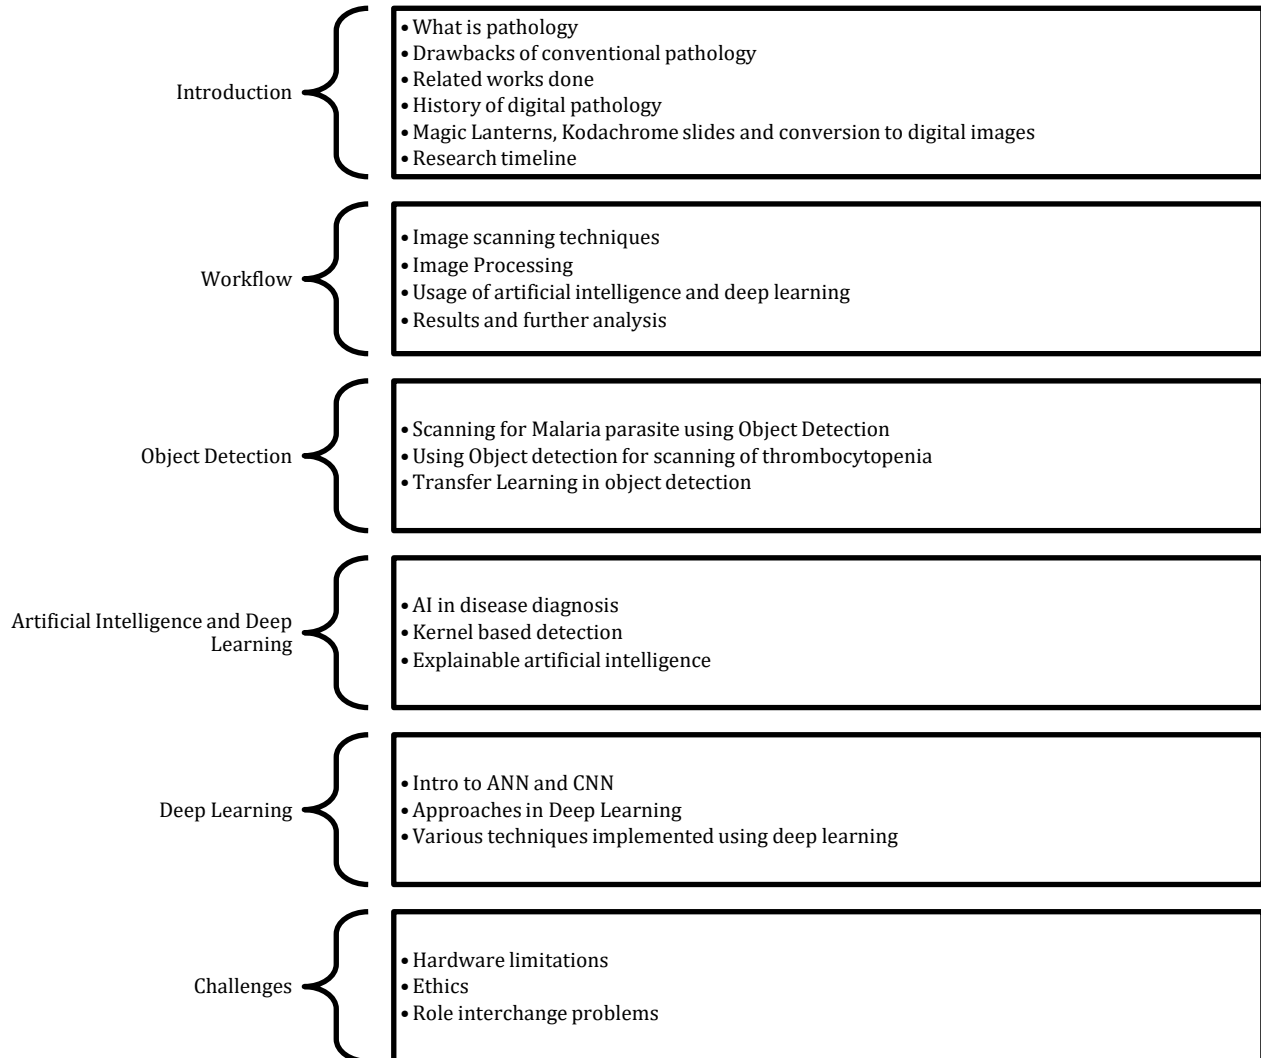 Introduction
• What is pathology
• Drawbacks of conventional pathology
• Related works done
• History of digital pathology
• Magic Lanterns, Kodachrome slides and conversion to digital images
• Research timeline
Workflow
• Image scanning techniques
• Image Processing
• Usage of artificial intelligence and deep learning
• Results and further analysis
Object Detection
• Scanning for Malaria parasite using Object Detection
• Using Object detection for scanning of thrombocytopenia
• Transfer Learning in object detection
Artificial Intelligence and Deep
Learning
• AI in disease diagnosis
• Kernel based detection
• Explainable artificial intelligence
Deep Learning
• Intro to ANN and CNN
• Approaches in Deep Learning
• Various techniques implemented using deep learning
Challenges
• Hardware limitations
• Ethics
• Role interchange problems